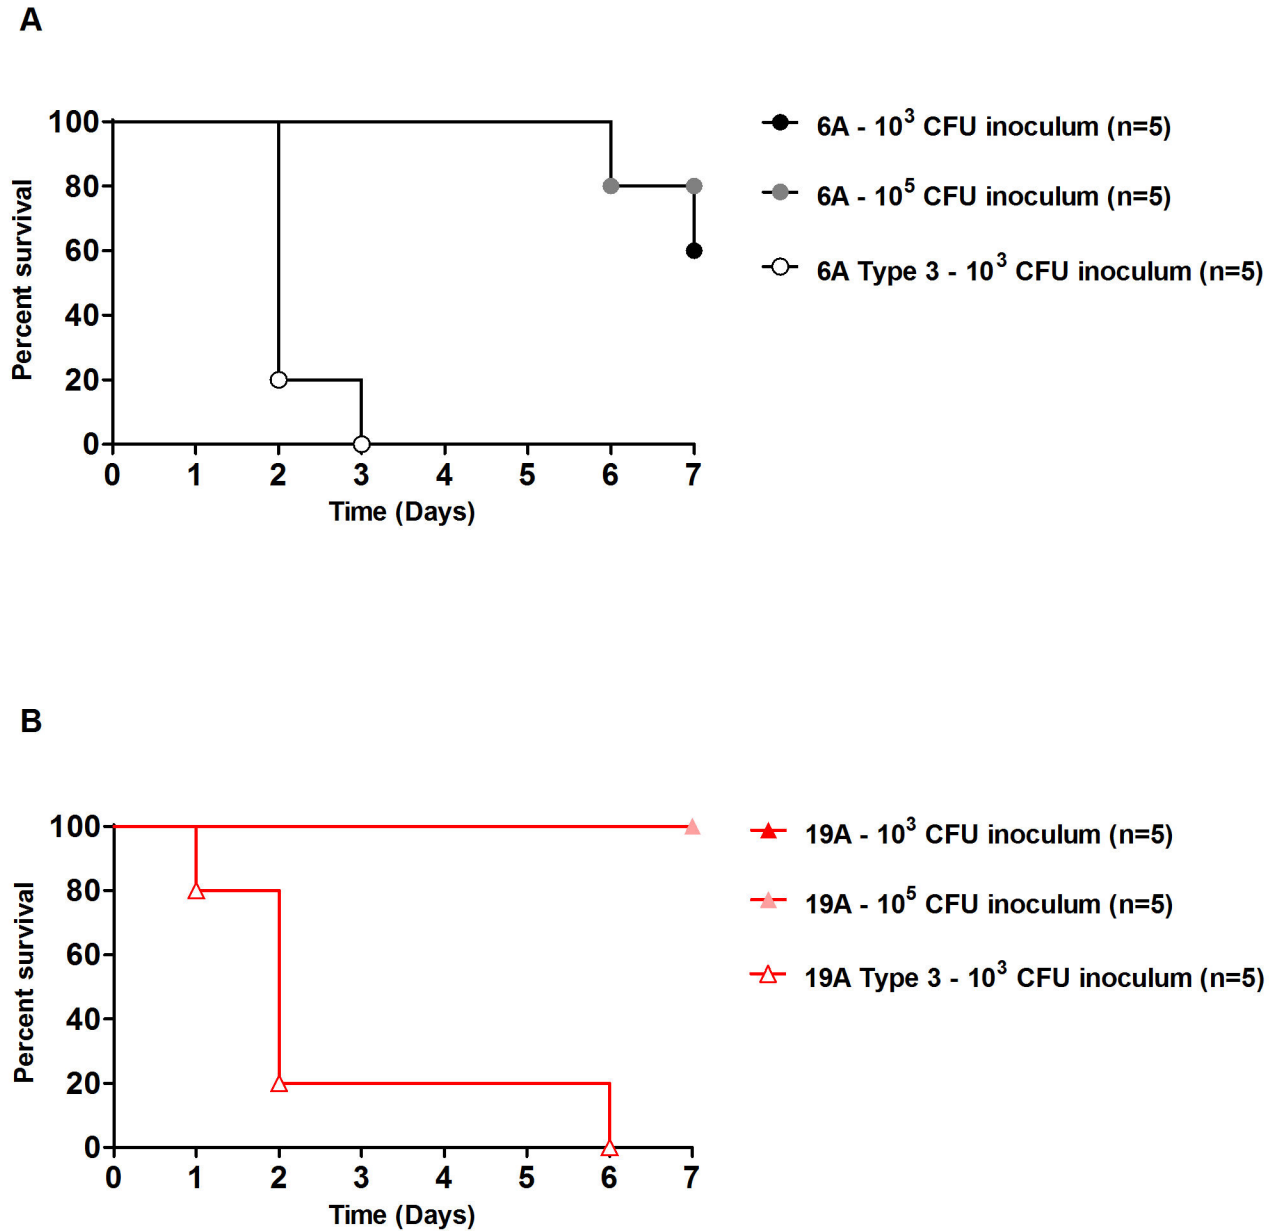 A
100
80
60
40
20
0
Percent survival
0 1 2 3 4 5 6 7
Time (Days)
6A - 10³ CFU inoculum (n=5)
6A - 10⁵ CFU inoculum (n=5)
6A Type 3 - 10³ CFU inoculum (n=5)
B
100
80
60
40
20
0
Percent survival
0 1 2 3 4 5 6 7
Time (Days)
19A - 10³ CFU inoculum (n=5)
19A - 10⁵ CFU inoculum (n=5)
19A Type 3 - 10³ CFU inoculum (n=5)